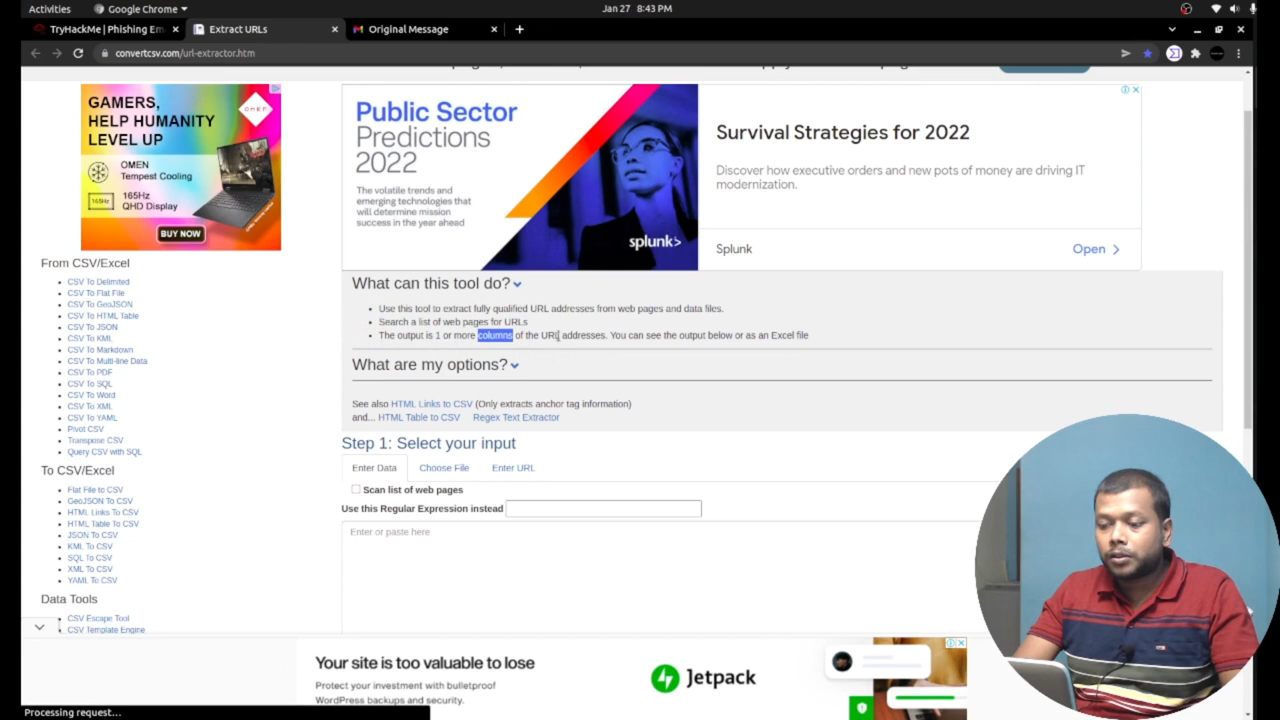 Activities
Google Chrome
Jan 27 8:43 PM
TryHackMe | Phishing Em
Extract URLs
Original Message
convertcsv.com/url-extractor.htm
GAMERS,
HELP HUMANITY
LEVEL UP
OMEN
OMEN
Tempest Cooling
165Hz
165Hz
QHD Display
BUY NOW
Public Sector
Predictions
2022
The volatile trends and
emerging technologies that
will determine mission
success in the year ahead
splunk>
Survival Strategies for 2022
Discover how executive orders and new pots of money are driving IT
modernization.
Splunk
Open
From CSV/Excel
CSV To Delimited
CSV To Flat File
CSV To GeoJSON
CSV To HTML Table
CSV To JSON
CSV To KML
CSV To Markdown
CSV To Multi-line Data
CSV To PDF
CSV To SQL
CSV To Word
CSV To XML
CSV To YAML
Pivot CSV
Transpose CSV
Query CSV with SQL
To CSV/Excel
Flat File to CSV
GeoJSON To CSV
HTML Links To CSV
HTML Table To CSV
JSON To CSV
KML To CSV
SQL To CSV
XML To CSV
YAML To CSV
Data Tools
CSV Escape Tool
CSV Template Engine
What can this tool do?
Use this tool to extract fully qualified URL addresses from web pages and data files.
Search a list of web pages for URLs
The output is 1 or more columns of the URL addresses. You can see the output below or as an Excel file
What are my options?
See also HTML Links to CSV (Only extracts anchor tag information)
and... HTML Table to CSV Regex Text Extractor
Step 1: Select your input
Enter Data Choose File Enter URL
Scan list of web pages
Use this Regular Expression instead
Enter or paste here
Your site is too valuable to lose
Protect your investment with bulletproof
WordPress backups and security.
Jetpack
Processing request...